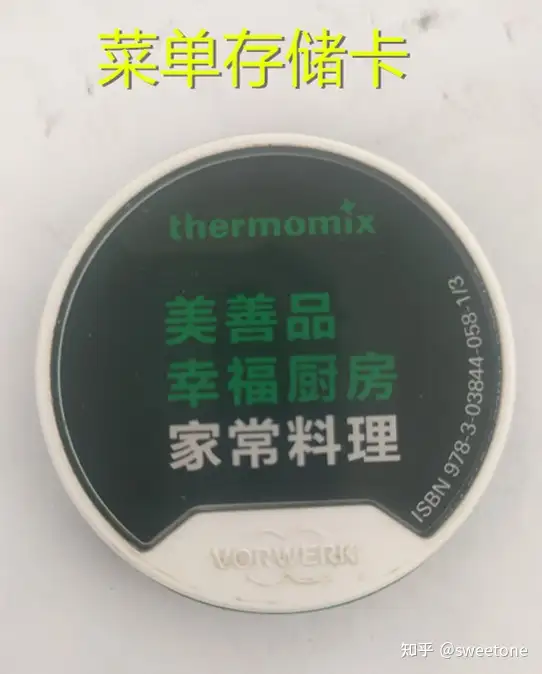 菜单存储卡
thermomix
美善品
幸福厨房
家常料理
ISBN 978-3-03844-058-1/3
VORWERK
知乎 @sweetone